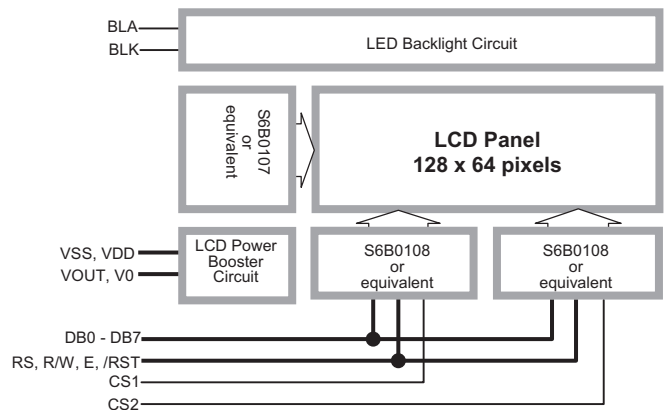 BLA
BLK
LED Backlight Circuit
S6B0107
or
equivalent
LCD Panel
128 x 64 pixels
VSS, VDD
VOUT, V0
LCD Power
Booster
Circuit
S6B0108
or
equivalent
S6B0108
or
equivalent
DB0 - DB7
RS, R/W, E, /RST
CS1
CS2